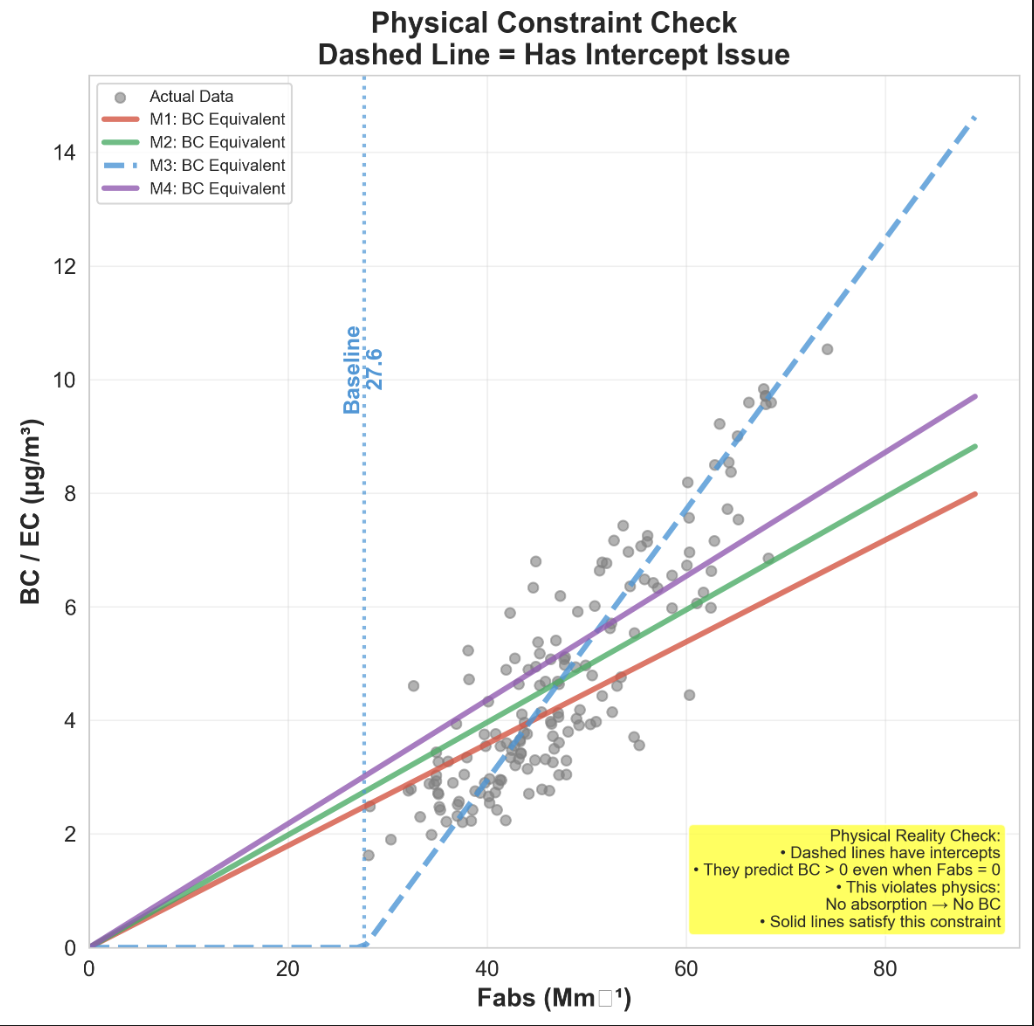 Physical Constraint Check
Dashed Line = Has Intercept Issue
Actual Data
M1: BC Equivalent
M2: BC Equivalent
M3: BC Equivalent
M4: BC Equivalent
14
12
10
8
6
4
2
0
BC / EC (µg/m³)
Baseline
27.6
Physical Reality Check:
• Dashed lines have intercepts
• They predict BC > 0 even when Fabs = 0
• This violates physics:
No absorption → No BC
• Solid lines satisfy this constraint
0 20 40 60 80
Fabs (Mm□¹)